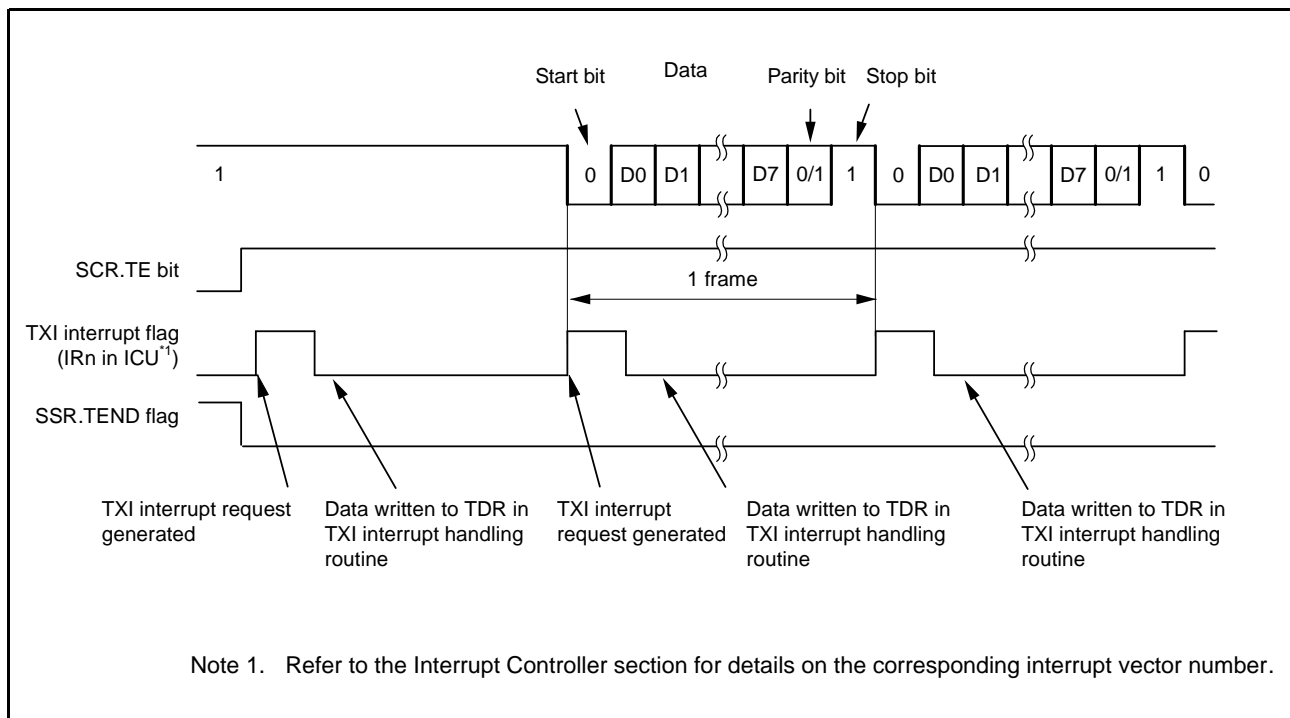 Start bit
Data
Parity bit
Stop bit
1
0 D0 D1 D7 0/1 1 0 D0 D1 D7 0/1 1 0
SCR.TE bit
1 frame
TXI interrupt flag
(IRn in ICU*1)
SSR.TEND flag
TXI interrupt request
generated
Data written to TDR in
TXI interrupt handling
routine
TXI interrupt
request generated
Data written to TDR in
TXI interrupt handling
routine
Data written to TDR in
TXI interrupt handling
routine
Note 1. Refer to the Interrupt Controller section for details on the corresponding interrupt vector number.